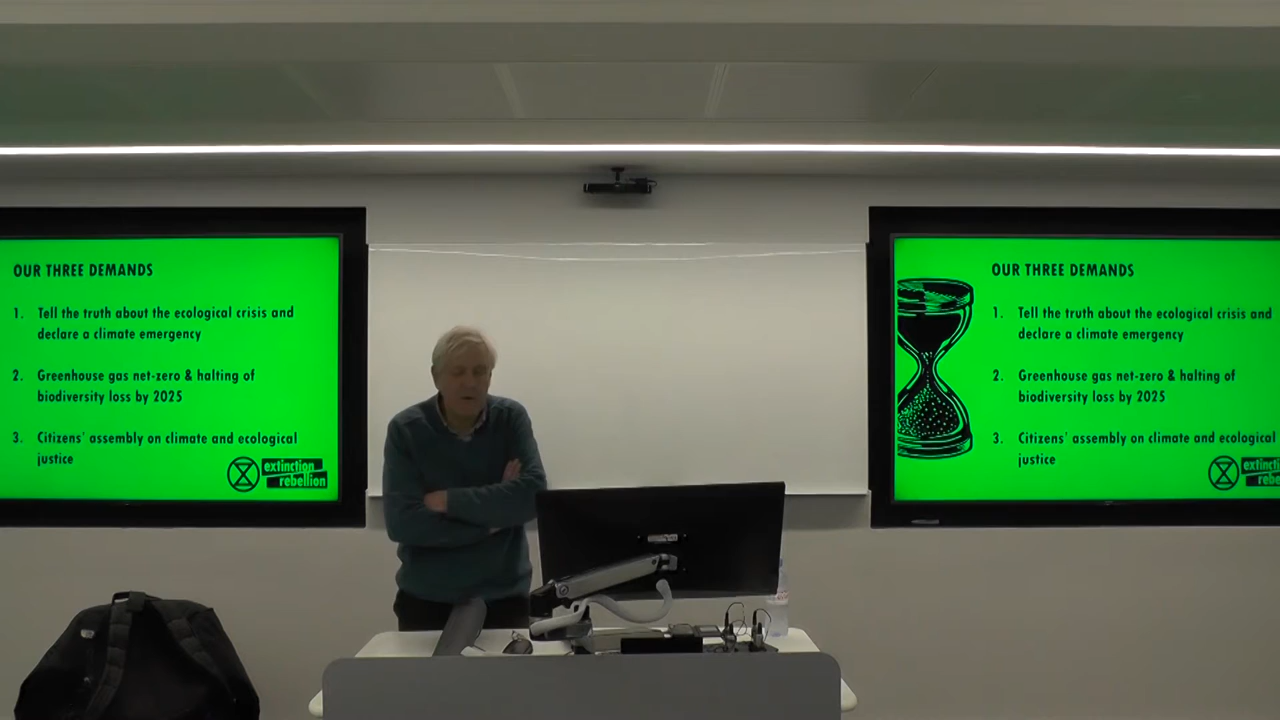 OUR THREE DEMANDS
1. Tell the truth about the ecological crisis and
declare a climate emergency
2. Greenhouse gas net-zero & halting of
biodiversity loss by 2025
3. Citizens' assembly on climate and ecological
justice
extinction
rebellion
OUR THREE DEMANDS
1. Tell the truth about the ecological crisis and
declare a climate emergency
2. Greenhouse gas net-zero & halting of
biodiversity loss by 2025
3. Citizens' assembly on climate and ecological
justice
extincti
rebe